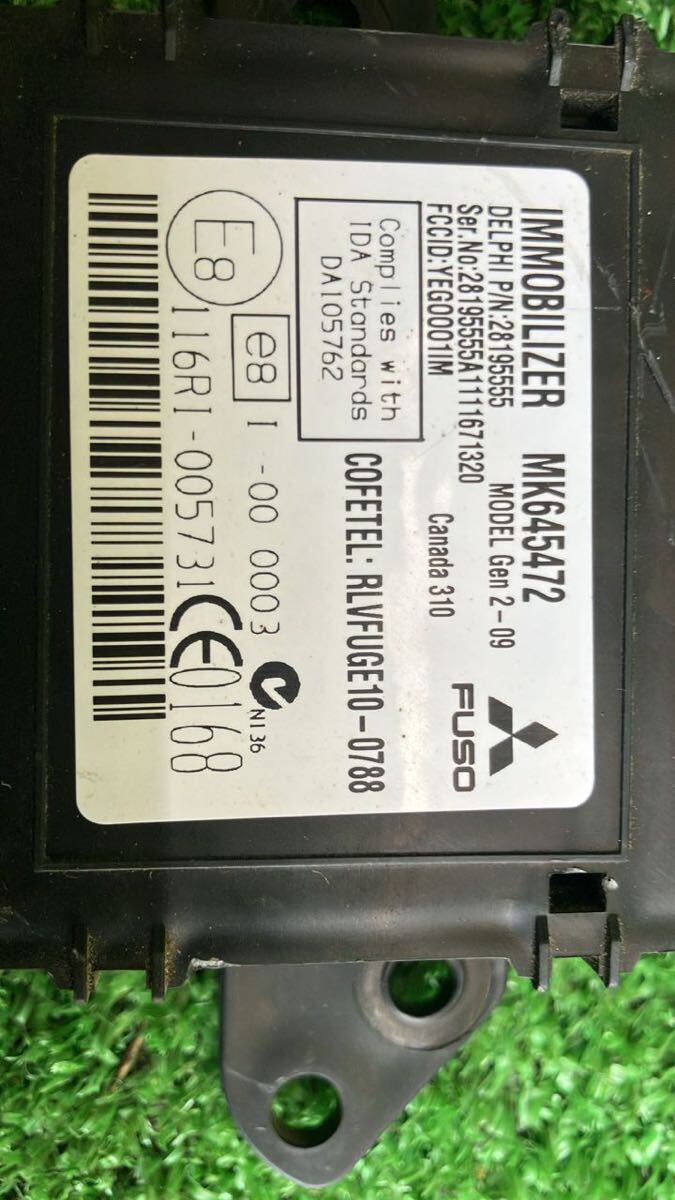 IMMOBILIZER MK645472
DELPHI P/N:28195555 MODEL Gen 2-09
Ser.No:28195555A1111671320
FCCID:YEG0001IM Canada 310
FUSO
Complies with
IDA Standards
DA105762
COFETEL: RLVFUGE10-0788
e8 1 -00 0003
N136
E8 116RI-005731 CE0168